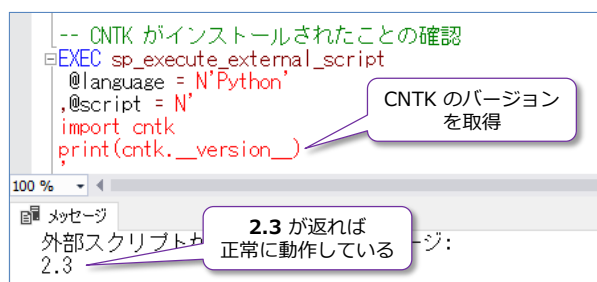 -- CNTK がインストールされたことの確認
EXEC sp_execute_external_script
@language = N'Python'
,@script = N'
import cntk
print(cntk.__version__)
'
CNTK のバージョン
を取得
100 %
メッセージ
外部スクリプトか
ージ:
2.3 が返れば
正常に動作している
2.3